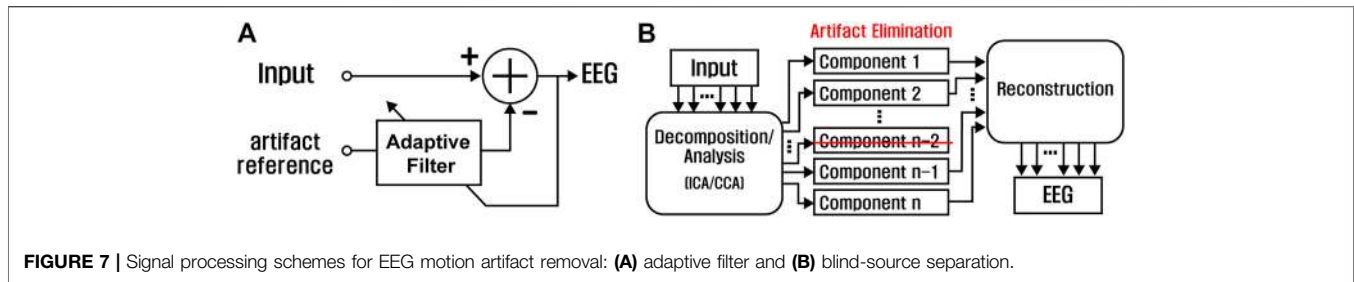 A
Input
+
+
EEG
-
artifact
reference
Adaptive
Filter
B
Artifact Elimination
Input
...
Decomposition/
Analysis
(ICA/CCA)
...
Component 1
Component 2
...
Component n-2
Component n-1
Component n
...
Reconstruction
...
EEG
FIGURE 7 | Signal processing schemes for EEG motion artifact removal: (A) adaptive filter and (B) blind-source separation.